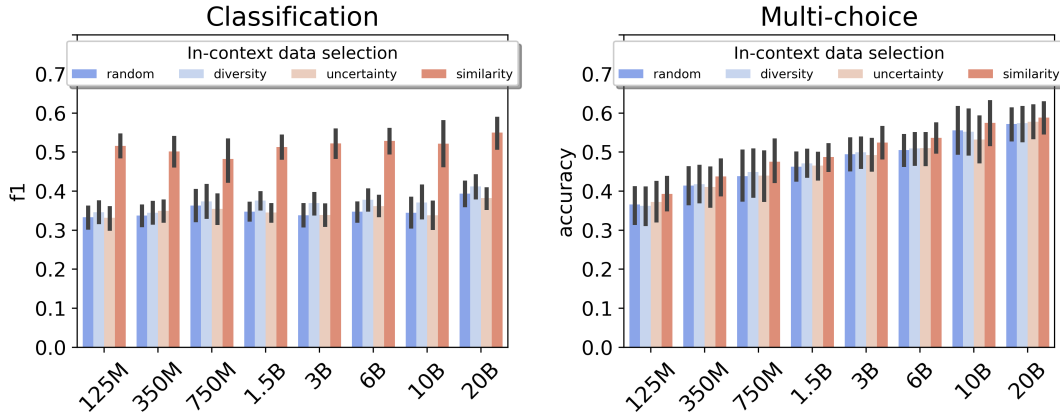 Classification
In-context data selection
random diversity uncertainty similarity
f1
0.7
0.6
0.5
0.4
0.3
0.2
0.1
0.0
125M 350M 750M 1.5B 3B 6B 10B 20B
Multi-choice
In-context data selection
random diversity uncertainty similarity
accuracy
0.7
0.6
0.5
0.4
0.3
0.2
0.1
0.0
125M 350M 750M 1.5B 3B 6B 10B 20B